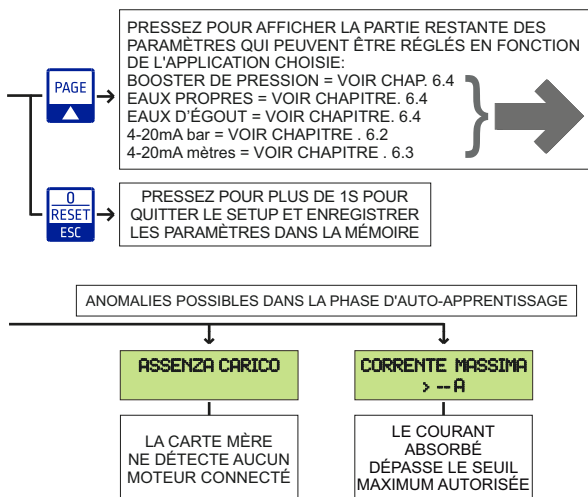 PRESSEZ POUR AFFICHER LA PARTIE RESTANTE DES
PARAMÈTRES QUI PEUVENT ÊTRE RÉGLÉS EN FONCTION
DE L'APPLICATION CHOISIE:
BOOSTER DE PRESSION = VOIR CHAP. 6.4
EAUX PROPRES = VOIR CHAPITRE. 6.4
EAUX D'ÉGOUT = VOIR CHAPITRE. 6.4
4-20mA bar = VOIR CHAPITRE . 6.2
4-20mA mètres = VOIR CHAPITRE . 6.3
PAGE
0
RESET
ESC
PRESSEZ POUR PLUS DE 1S POUR
QUITTER LE SETUP ET ENREGISTRER
LES PARAMÈTRES DANS LA MÉMOIRE
ANOMALIES POSSIBLES DANS LA PHASE D'AUTO-APPRENTISSAGE
ASSENZA CARICO
CORRENTE MASSIMA
> --A
LA CARTE MÈRE
NE DÉTECTE AUCUN
MOTEUR CONNECTÉ
LE COURANT
ABSORBÉ
DÉPASSE LE SEUIL
MAXIMUM AUTORISÉE